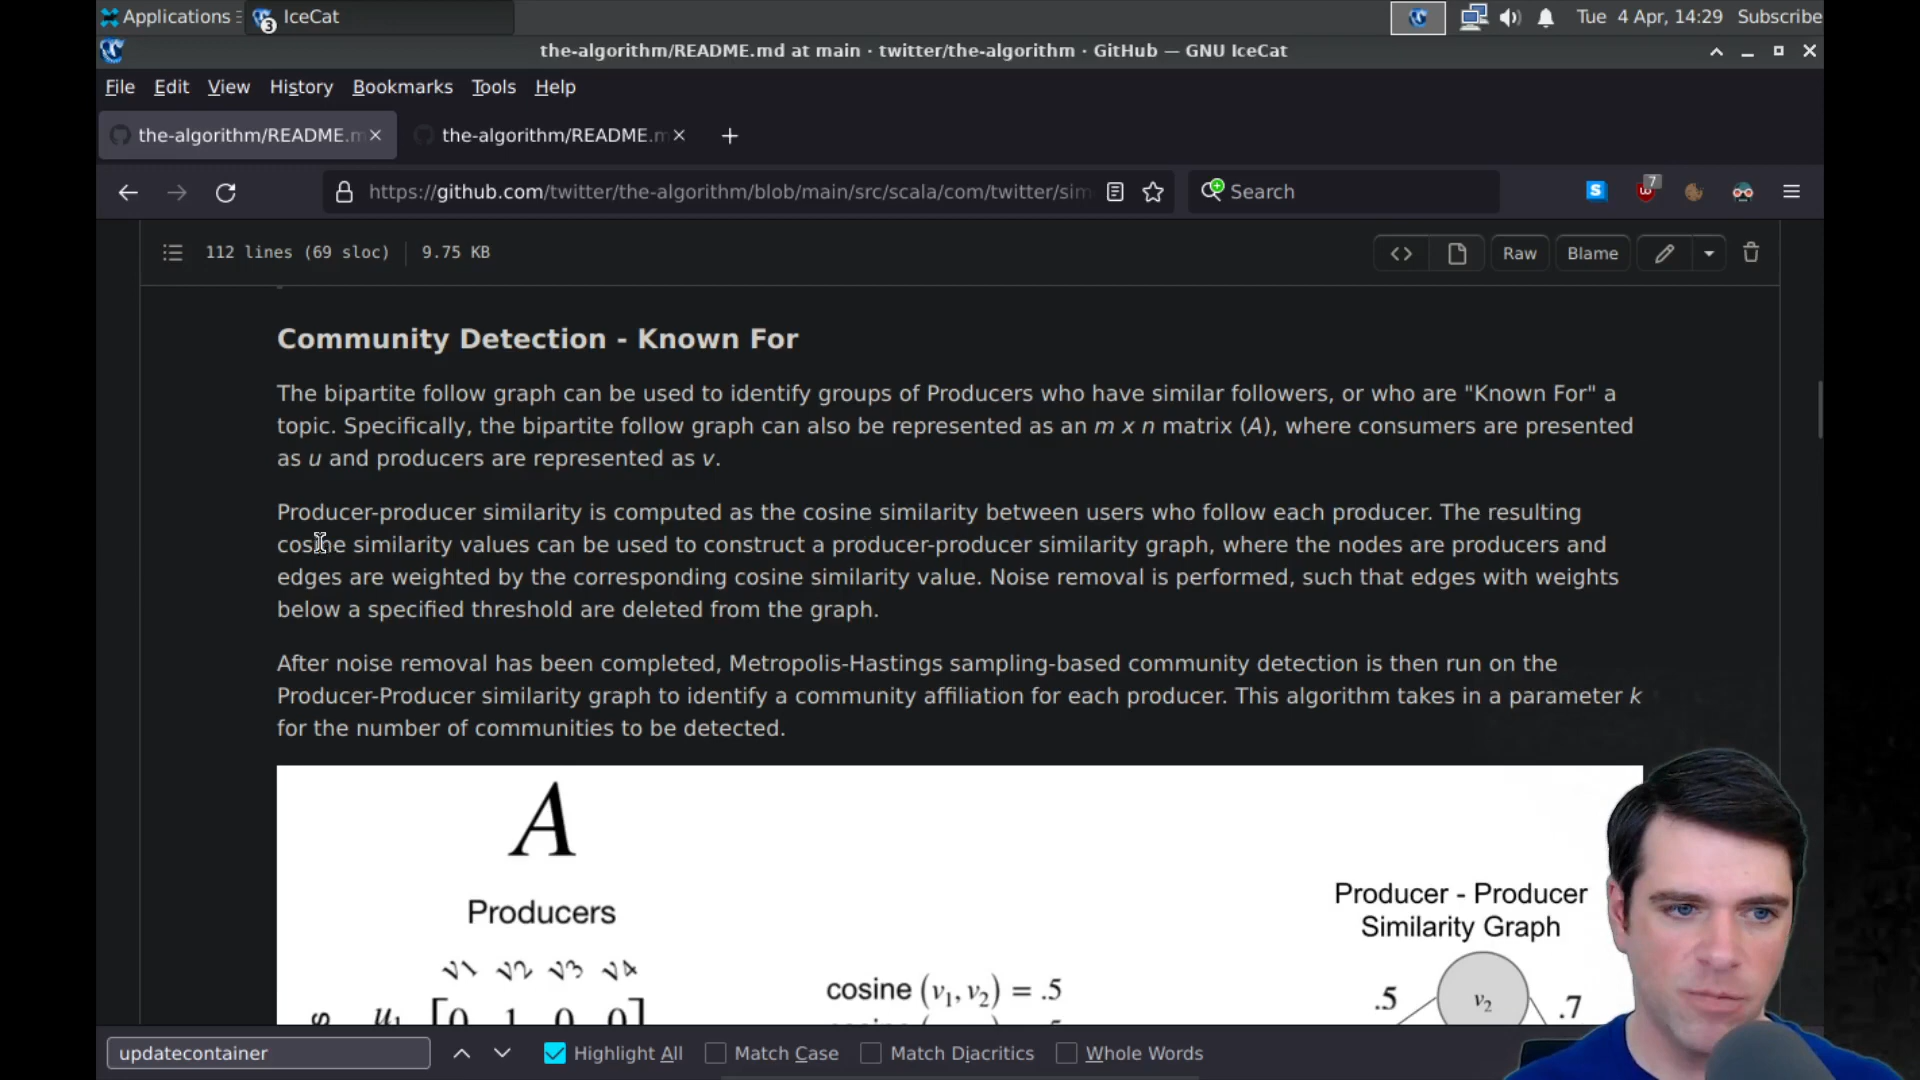 Applications
3
IceCat
Tue 4 Apr, 14:29
Subscribe
the-algorithm/README.md at main · twitter/the-algorithm · GitHub — GNU IceCat
File Edit View History Bookmarks Tools Help
the-algorithm/README.m
the-algorithm/README.m
https://github.com/twitter/the-algorithm/blob/main/src/scala/com/twitter/sim
Search
S
7
112 lines (69 sloc)
9.75 KB
<>
Raw
Blame
Community Detection - Known For
The bipartite follow graph can be used to identify groups of Producers who have similar followers, or who are "Known For" a
topic. Specifically, the bipartite follow graph can also be represented as an m x n matrix (A), where consumers are presented
as u and producers are represented as v.
Producer-producer similarity is computed as the cosine similarity between users who follow each producer. The resulting
cosine similarity values can be used to construct a producer-producer similarity graph, where the nodes are producers and
edges are weighted by the corresponding cosine similarity value. Noise removal is performed, such that edges with weights
below a specified threshold are deleted from the graph.
After noise removal has been completed, Metropolis-Hastings sampling-based community detection is then run on the
Producer-Producer similarity graph to identify a community affiliation for each producer. This algorithm takes in a parameter k
for the number of communities to be detected.
A
Producers
Producer - Producer
Similarity Graph
v1 v2 v3 v4
cosine (v₁, v₂) = .5
.5
v₂
.7
u₁ [0 1 0 0]
updatecontainer
Highlight All
Match Case
Match Diacritics
Whole Words